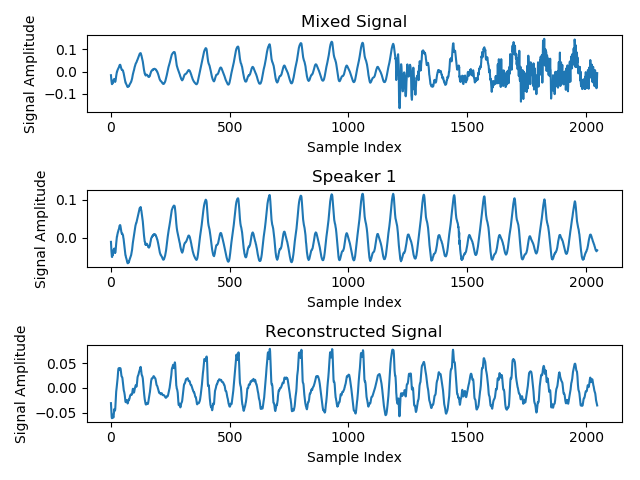 Mixed Signal
Signal Amplitude
0.1
0.0
−0.1
0 500 1000 1500 2000
Sample Index
Speaker 1
Signal Amplitude
0.1
0.0
0 500 1000 1500 2000
Sample Index
Reconstructed Signal
Signal Amplitude
0.05
0.00
−0.05
0 500 1000 1500 2000
Sample Index